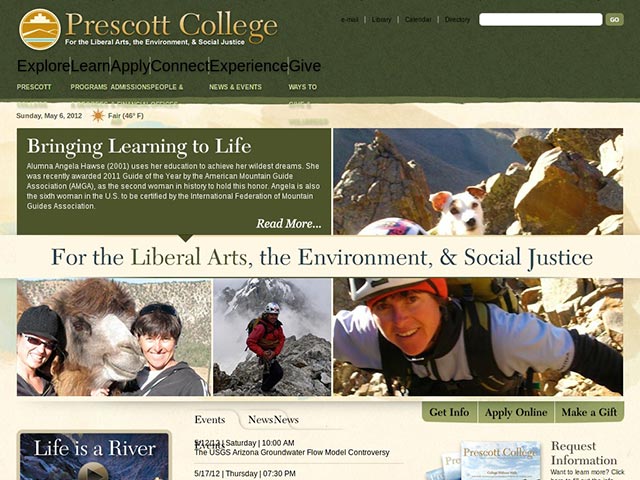 Prescott College
For the Liberal Arts, the Environment, & Social Justice
e-mail | Library | Calendar | Directory
GO
Explore Learn Apply Connect Experience Give
PRESCOTT PROGRAMS ADMISSIONS PEOPLE & NEWS & EVENTS WAYS TO
COLLEGE & DEGREES & FINANCIAL OFFICES GIVE &
AID VOLUNTEER
Sunday, May 6, 2012 Fair (46° F)
Bringing Learning to Life
Alumna Angela Hawse (2001) uses her education to achieve her wildest dreams. She
was recently awarded 2011 Guide of the Year by the American Mountain Guide
Association (AMGA), as the second woman in history to hold this honor. Angela is also
the sixth woman in the U.S. to be certified by the International Federation of Mountain
Guides Association.
Read More...
For the Liberal Arts, the Environment, & Social Justice
Get Info Apply Online Make a Gift
Events NewsNews
Events
5/12/12 | Saturday | 10:00 AM
The USGS Arizona Groundwater Flow Model Controversy
5/17/12 | Thursday | 07:30 PM
Life is a River
Prescott College
Request
Information
Want to learn more? Click